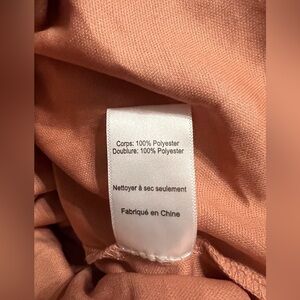 Corps: 100% Polyester
Doublure: 100% Polyester
Nettoyer à sec seulement
Fabriqué en Chine